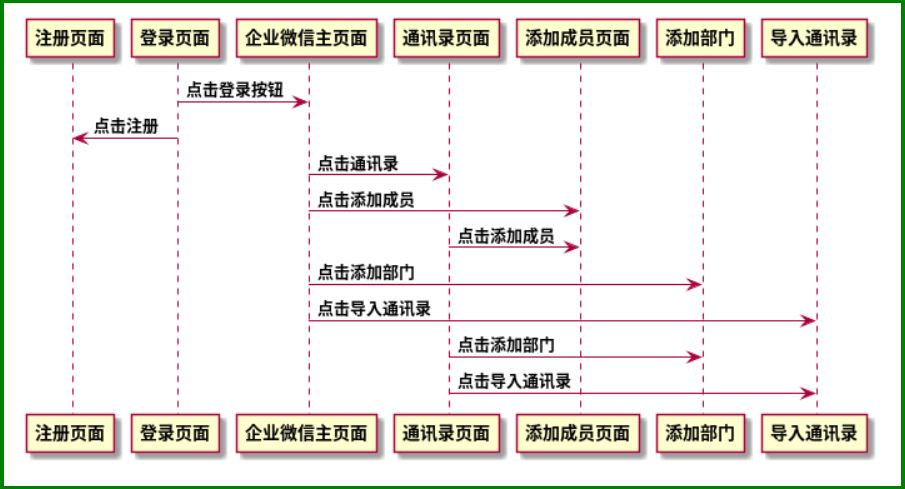 注册页面 登录页面 企业微信主页面 通讯录页面 添加成员页面 添加部门 导入通讯录
点击登录按钮
点击注册
点击通讯录
点击添加成员
点击添加成员
点击添加部门
点击导入通讯录
点击添加部门
点击导入通讯录
注册页面 登录页面 企业微信主页面 通讯录页面 添加成员页面 添加部门 导入通讯录